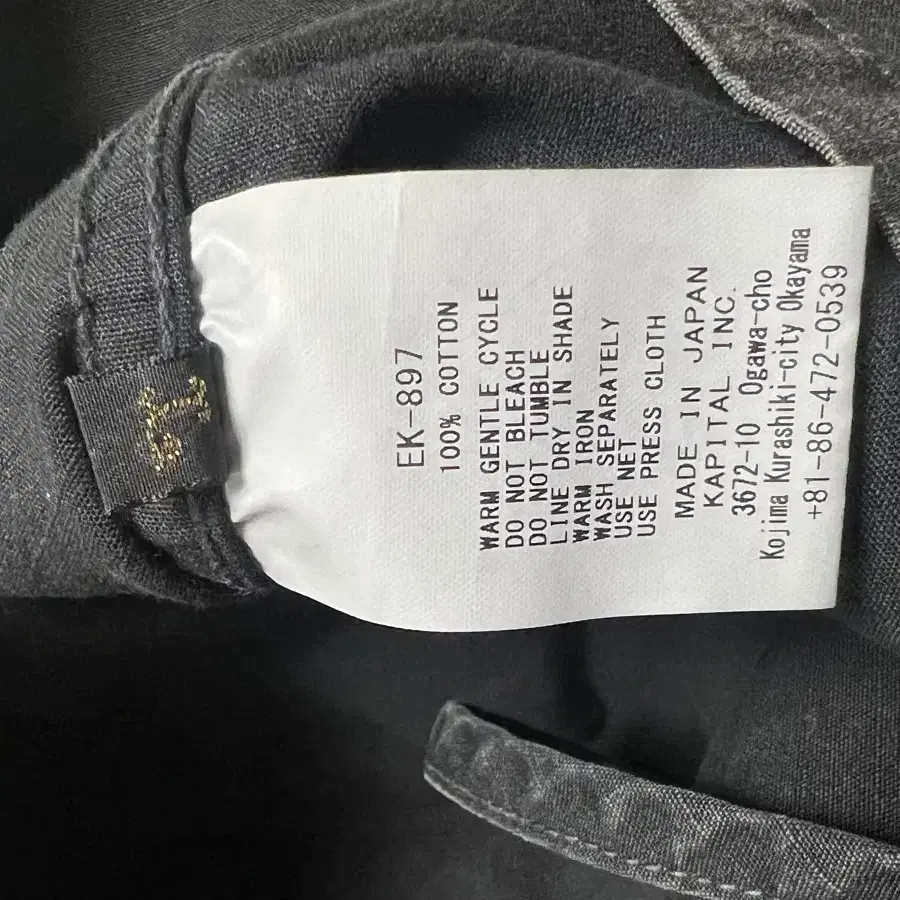 EK-897
100% COTTON
WARM GENTLE CYCLE
DO NOT BLEACH
DO NOT TUMBLE
LINE DRY IN SHADE
WARM IRON
WASH SEPARATELY
USE NET
USE PRESS CLOTH
MADE IN JAPAN
KAPITAL INC.
3672-10 Ogawa-cho
Kojima Kurashiki-city Okayama
+81-86-472-0539